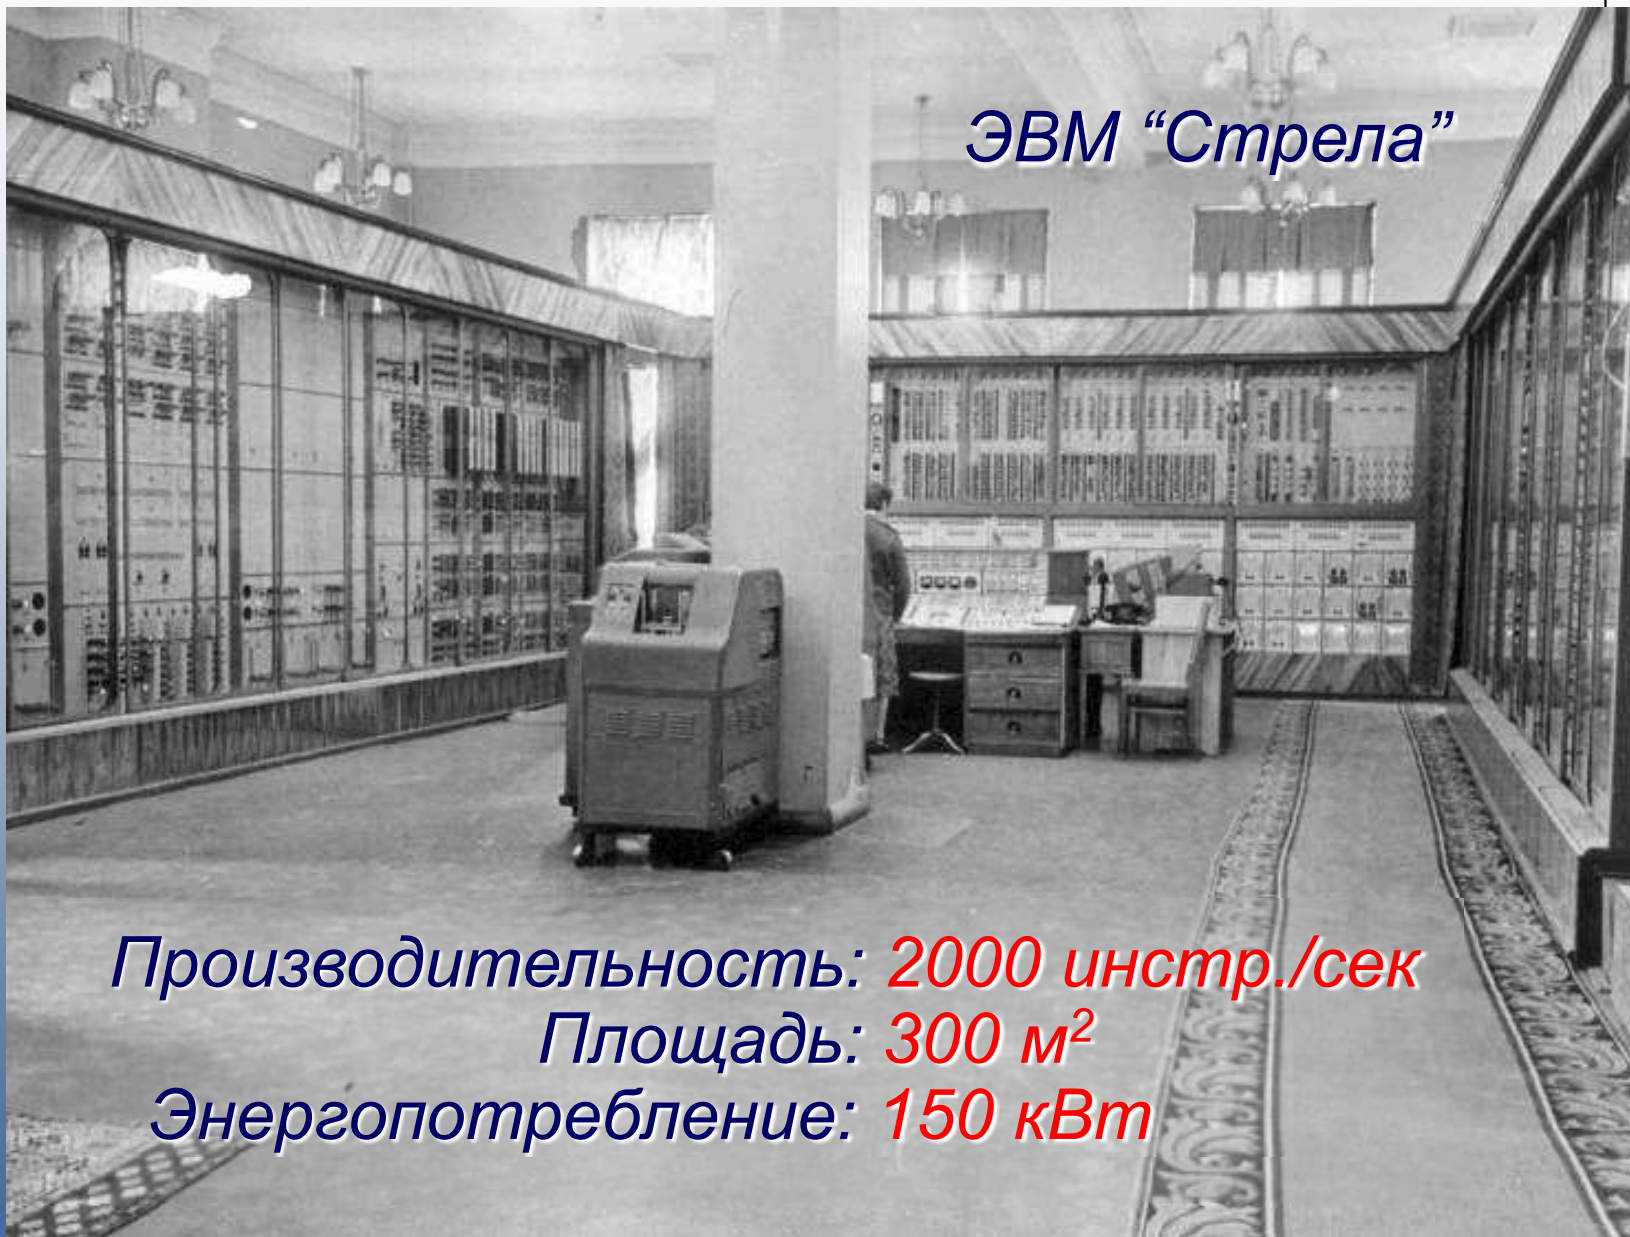 ЭВМ “Стрела”
Производительность: 2000 инстр./сек
Площадь: 300 м²
Энергопотребление: 150 кВт